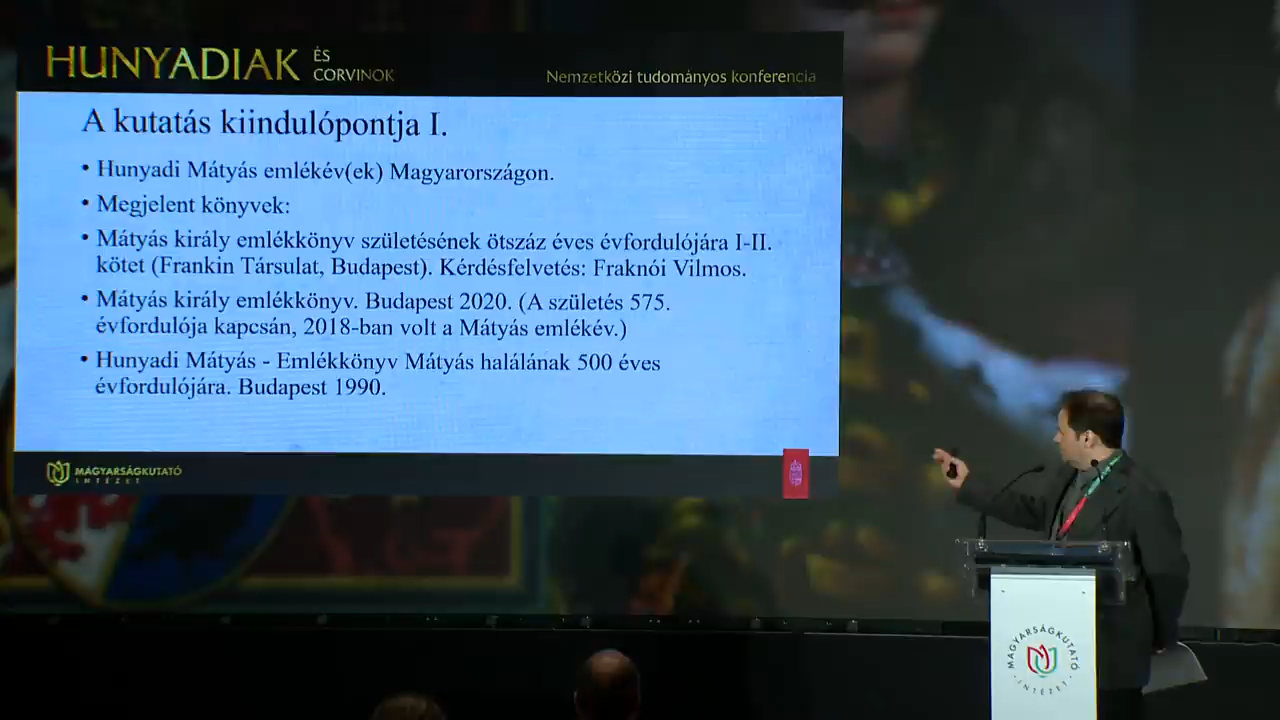 HUNYADIAK ÉS CORVINOK
Nemzetközi tudományos konferencia
A kutatás kiindulópontja I.
• Hunyadi Mátyás emlékév(ek) Magyarországon.
• Megjelent könyvek:
• Mátyás király emlékkönyv születésének ötszáz éves évfordulójára I-II.
kötet (Frankin Társulat, Budapest). Kérdésfelvetés: Fraknói Vilmos.
• Mátyás király emlékkönyv. Budapest 2020. (A születés 575.
évfordulója kapcsán, 2018-ban volt a Mátyás emlékév.)
• Hunyadi Mátyás - Emlékkönyv Mátyás halálának 500 éves
évfordulójára. Budapest 1990.
MAGYARSÁGKUTATÓ
INTÉZET
MAGYARSÁGKUTATÓ
INTÉZET